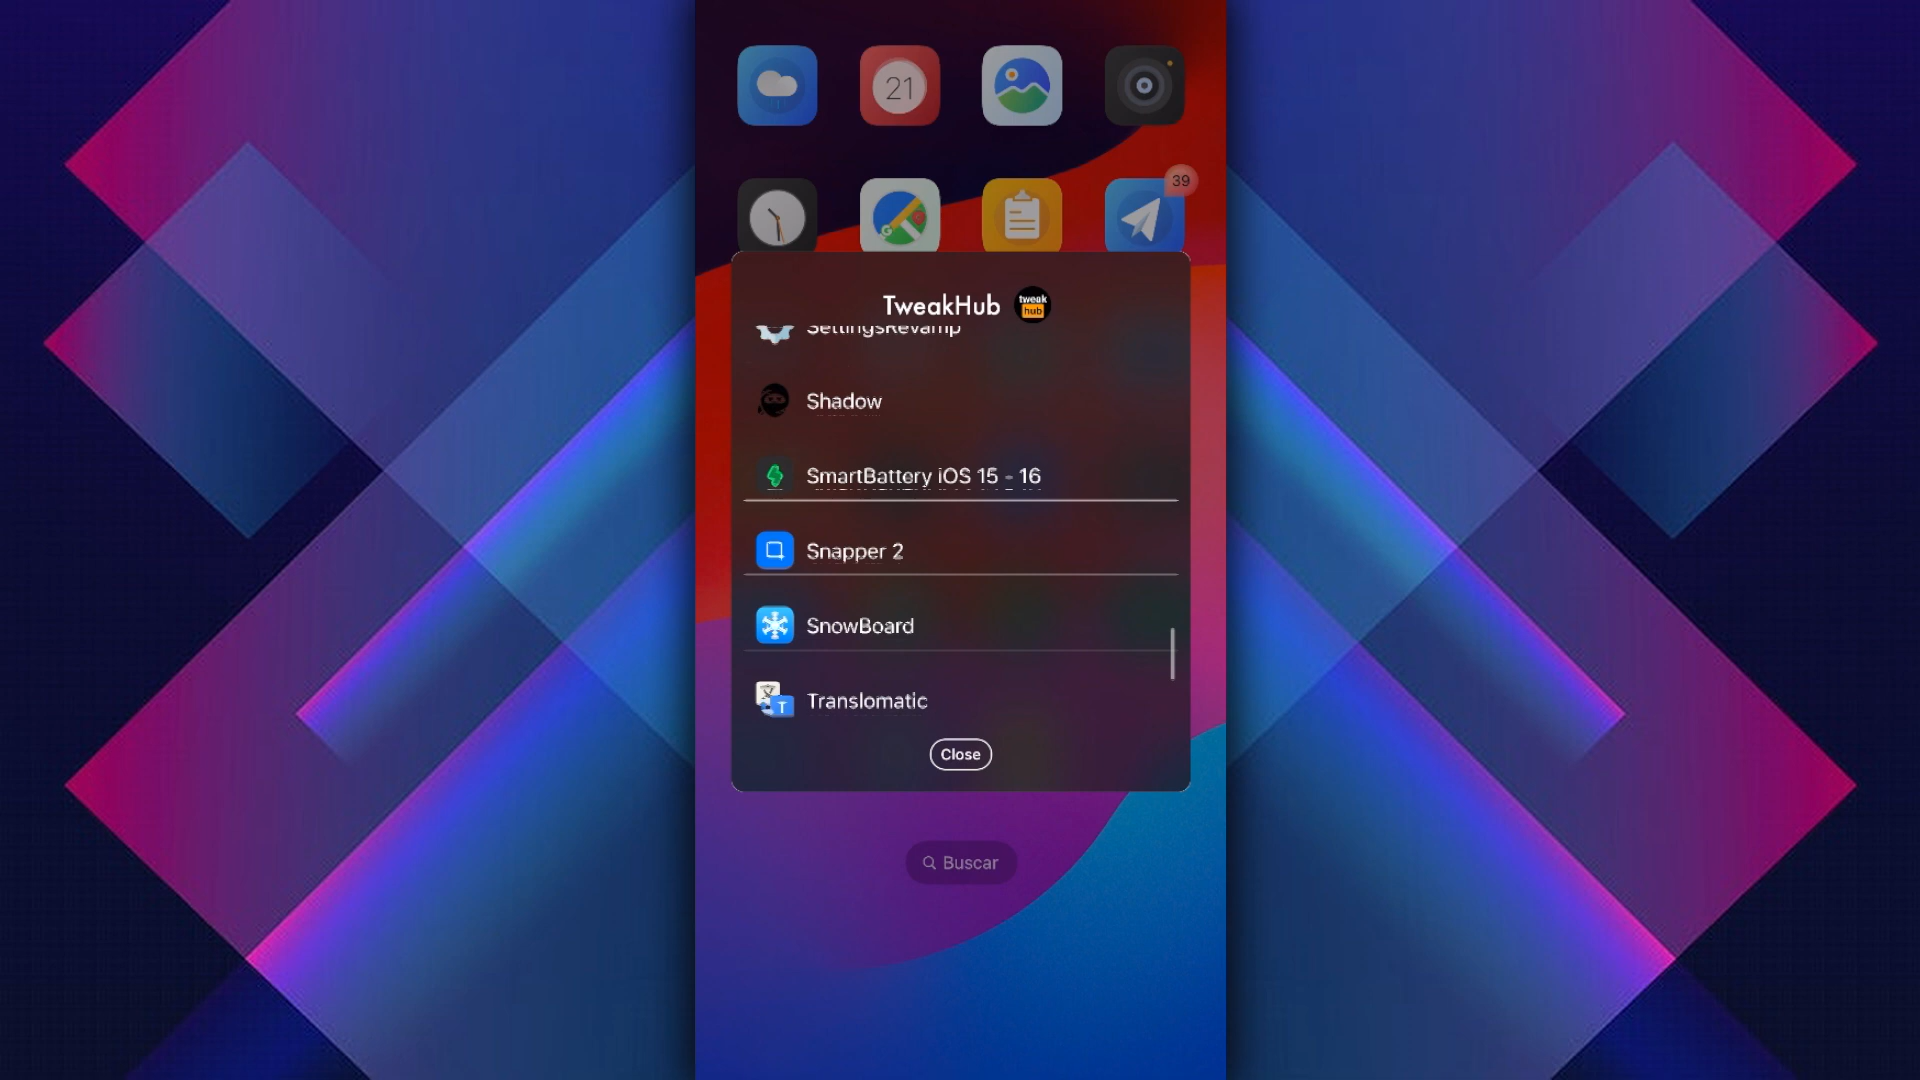 21
39
TweakHub
tweak
hub
SettingsRevamp
Shadow
SmartBattery iOS 15 - 16
Snapper 2
SnowBoard
T
Translomatic
Close
Buscar